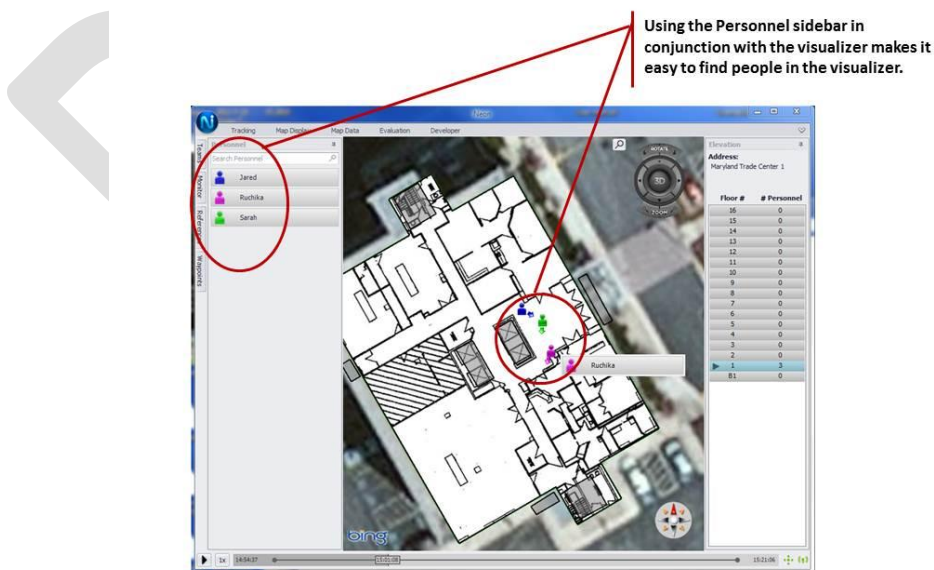 Using the Personnel sidebar in
conjunction with the visualizer makes it
easy to find people in the visualizer.
Neon
Tracking Map Display Map Data Evaluation Developer
Teams
Monitor
References
Waypoints
Personnel
Search Personnel
Jared
Ruchika
Sarah
ROTATE
3D
ZOOM
Ruchika
bing
Elevation
Address:
Maryland Trade Center 1
Floor # # Personnel
16 0
15 0
14 0
13 0
12 0
11 0
10 0
9 0
8 0
7 0
6 0
5 0
4 0
3 0
2 0
1 3
B1 0
1x 14:54:37 15:21:06